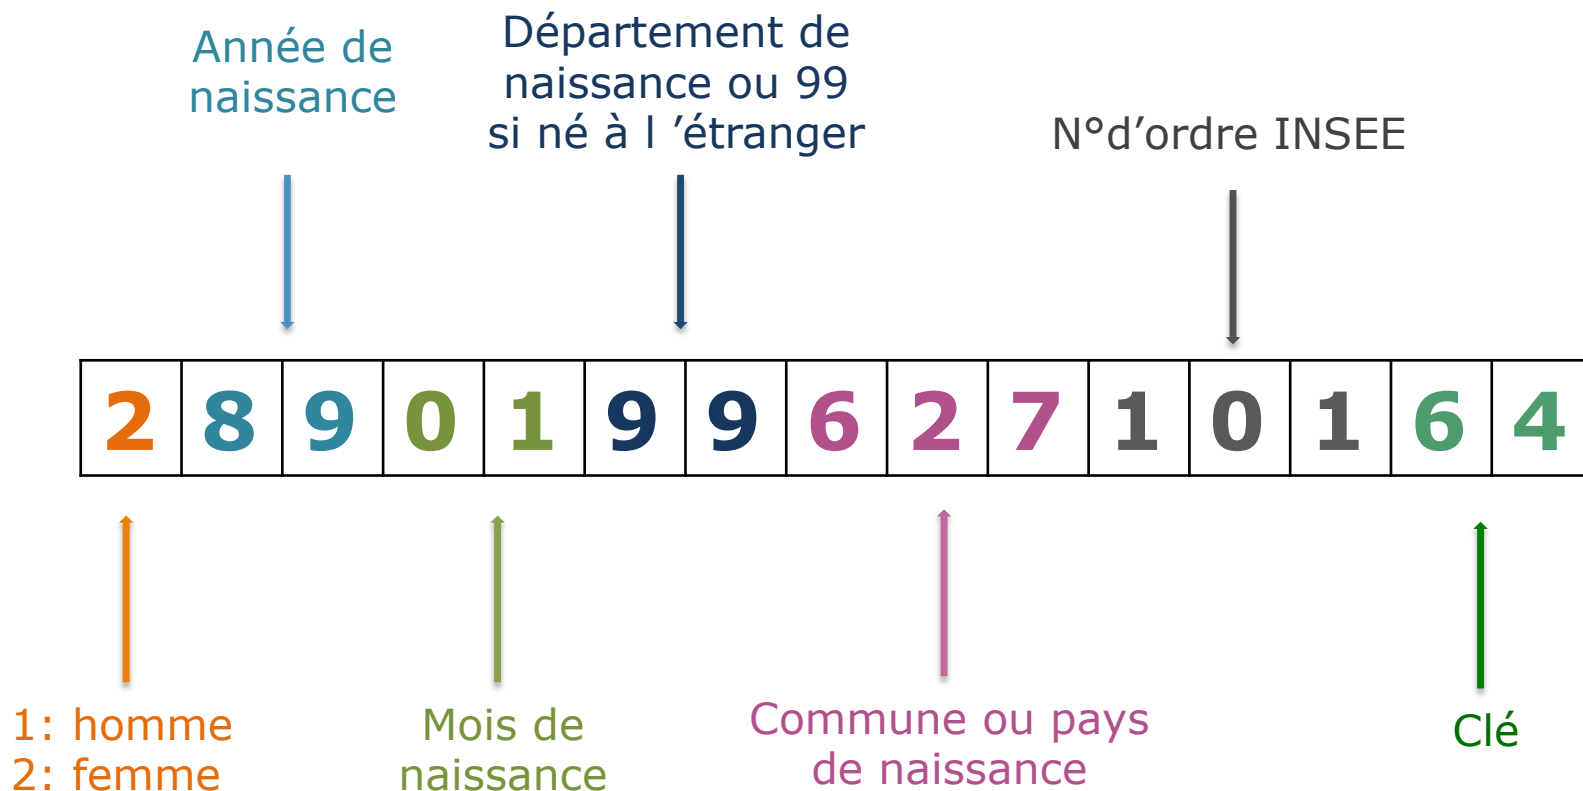 Année de
naissance
Département de
naissance ou 99
si né à l ’étranger
N°d’ordre INSEE
2 8 9 0 1 9 9 6 2 7 1 0 1 6 4
1: homme
2: femme
Mois de
naissance
Commune ou pays
de naissance
Clé